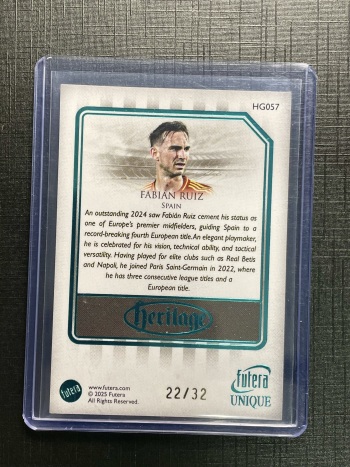 HG057
FABIÁN RUIZ
SPAIN
An outstanding 2024 saw Fabián Ruiz cement his status as
one of Europe's premier midfielders, guiding Spain to a
record-breaking fourth European title. An elegant playmaker,
he is celebrated for his vision, technical ability, and tactical
versatility. Having played for elite clubs such as Real Betis
and Napoli, he joined Paris Saint-Germain in 2022, where
he has three consecutive league titles and a
European title.
Heritage
futera
www.futera.com
© 2025 Futera
All Rights Reserved.
22/32
futera
UNIQUE